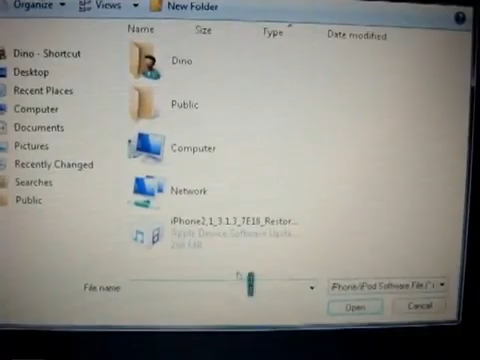 Organize Views New Folder
Name Size Type Date modified
Dino - Shortcut
Desktop
Recent Places
Computer
Documents
Pictures
Recently Changed
Searches
Public
Dino
Public
Computer
Network
iPhone2,1_3.1.3_7E18_Restor...
Apple Device Software Upda...
File name:
iPhone/iPod Software File (*.i
Open Cancel